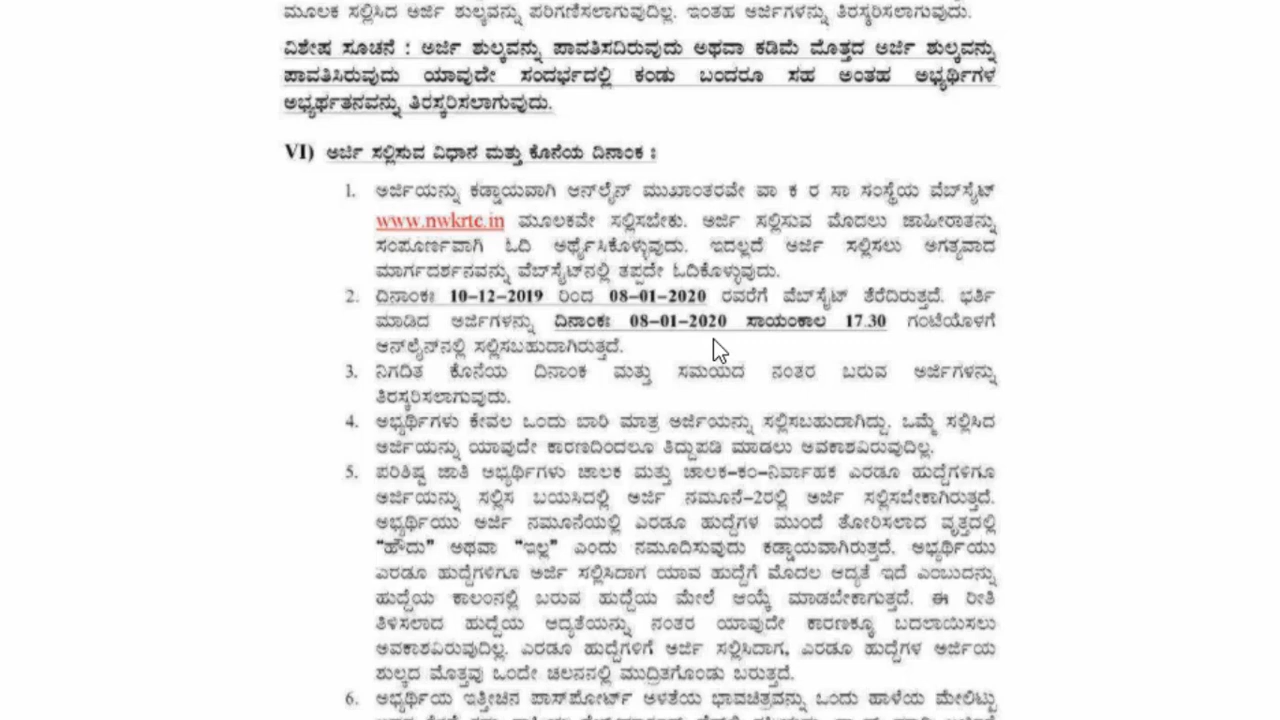 ಮೂಲಕ ಸಲ್ಲಿಸಿದ ಅರ್ಜಿ ಶುಲ್ಕವನ್ನು ಪರಿಗಣಿಸಲಾಗುವುದಿಲ್ಲ. ಇಂತಹ ಅರ್ಜಿಗಳನ್ನು ತಿರಸ್ಕರಿಸಲಾಗುವುದು.
ವಿಶೇಷ ಸೂಚನೆ : ಅರ್ಜಿ ಶುಲ್ಕವನ್ನು ಪಾವತಿಸದಿರುವುದು ಅಥವಾ ಕಡಿಮೆ ಮೊತ್ತದ ಅರ್ಜಿ ಶುಲ್ಕವನ್ನು
ಪಾವತಿಸಿರುವುದು ಯಾವುದೇ ಸಂದರ್ಭದಲ್ಲಿ ಕಂಡು ಬಂದರೂ ಸಹ ಅಂತಹ ಅಭ್ಯರ್ಥಿಗಳ
ಅಭ್ಯರ್ಥತನವನ್ನು ತಿರಸ್ಕರಿಸಲಾಗುವುದು.
VI) ಅರ್ಜಿ ಸಲ್ಲಿಸುವ ವಿಧಾನ ಮತ್ತು ಕೊನೆಯ ದಿನಾಂಕ :
1. ಅರ್ಜಿಯನ್ನು ಕಡ್ಡಾಯವಾಗಿ ಆನ್‌ಲೈನ್ ಮುಖಾಂತರವೇ ವಾ ಕ ರ ಸಾ ಸಂಸ್ಥೆಯ ವೆಬ್‌ಸೈಟ್
www.nwkrtc.in ಮೂಲಕವೇ ಸಲ್ಲಿಸಬೇಕು. ಅರ್ಜಿ ಸಲ್ಲಿಸುವ ಮೊದಲು ಜಾಹೀರಾತನ್ನು
ಸಂಪೂರ್ಣವಾಗಿ ಓದಿ ಅರ್ಥೈಸಿಕೊಳ್ಳುವುದು. ಇದಲ್ಲದೆ ಅರ್ಜಿ ಸಲ್ಲಿಸಲು ಅಗತ್ಯವಾದ
ಮಾರ್ಗದರ್ಶನವನ್ನು ವೆಬ್‌ಸೈಟ್‌ನಲ್ಲಿ ತಪ್ಪದೇ ಓದಿಕೊಳ್ಳುವುದು.
2. ದಿನಾಂಕಃ 10-12-2019 ರಿಂದ 08-01-2020 ರವರೆಗೆ ವೆಬ್‌ಸೈಟ್ ತೆರೆದಿರುತ್ತದೆ. ಭರ್ತಿ
ಮಾಡಿದ ಅರ್ಜಿಗಳನ್ನು ದಿನಾಂಕಃ 08-01-2020 ಸಾಯಂಕಾಲ 17.30 ಗಂಟೆಯೊಳಗೆ
ಆನ್‌ಲೈನ್‌ನಲ್ಲಿ ಸಲ್ಲಿಸಬಹುದಾಗಿರುತ್ತದೆ.
3. ನಿಗದಿತ ಕೊನೆಯ ದಿನಾಂಕ ಮತ್ತು ಸಮಯದ ನಂತರ ಬರುವ ಅರ್ಜಿಗಳನ್ನು
ತಿರಸ್ಕರಿಸಲಾಗುವುದು.
4. ಅಭ್ಯರ್ಥಿಗಳು ಕೇವಲ ಒಂದು ಬಾರಿ ಮಾತ್ರ ಅರ್ಜಿಯನ್ನು ಸಲ್ಲಿಸಬಹುದಾಗಿದ್ದು. ಒಮ್ಮೆ ಸಲ್ಲಿಸಿದ
ಅರ್ಜಿಯನ್ನು ಯಾವುದೇ ಕಾರಣದಿಂದಲೂ ತಿದ್ದುಪಡಿ ಮಾಡಲು ಅವಕಾಶವಿರುವುದಿಲ್ಲ.
5. ಪರಿಶಿಷ್ಟ ಜಾತಿ ಅಭ್ಯರ್ಥಿಗಳು ಚಾಲಕ ಮತ್ತು ಚಾಲಕ-ಕಂ-ನಿರ್ವಾಹಕ ಎರಡೂ ಹುದ್ದೆಗಳಿಗೂ
ಅರ್ಜಿಯನ್ನು ಸಲ್ಲಿಸ ಬಯಸಿದಲ್ಲಿ ಅರ್ಜಿ ನಮೂನೆ-2ರಲ್ಲಿ ಅರ್ಜಿ ಸಲ್ಲಿಸಬೇಕಾಗಿರುತ್ತದೆ.
ಅಭ್ಯರ್ಥಿಯು ಅರ್ಜಿ ನಮೂನೆಯಲ್ಲಿ ಎರಡೂ ಹುದ್ದೆಗಳ ಮುಂದೆ ತೋರಿಸಲಾದ ವೃತ್ತದಲ್ಲಿ
"ಹೌದು" ಅಥವಾ "ಇಲ್ಲ" ಎಂದು ನಮೂದಿಸುವುದು ಕಡ್ಡಾಯವಾಗಿರುತ್ತದೆ. ಅಭ್ಯರ್ಥಿಯು
ಎರಡೂ ಹುದ್ದೆಗಳಿಗೂ ಅರ್ಜಿ ಸಲ್ಲಿಸಿದಾಗ ಯಾವ ಹುದ್ದೆಗೆ ಮೊದಲ ಆದ್ಯತೆ ಇದೆ ಎಂಬುದನ್ನು
ಹುದ್ದೆಯ ಕಾಲಂನಲ್ಲಿ ಬರುವ ಹುದ್ದೆಯ ಮೇಲೆ ಆಯ್ಕೆ ಮಾಡಬೇಕಾಗುತ್ತದೆ. ಈ ರೀತಿ
ತಿಳಿಸಲಾದ ಹುದ್ದೆಯ ಆದ್ಯತೆಯನ್ನು ನಂತರ ಯಾವುದೇ ಕಾರಣಕ್ಕೂ ಬದಲಾಯಿಸಲು
ಅವಕಾಶವಿರುವುದಿಲ್ಲ. ಎರಡೂ ಹುದ್ದೆಗಳಿಗೆ ಅರ್ಜಿ ಸಲ್ಲಿಸಿದಾಗ, ಎರಡೂ ಹುದ್ದೆಗಳ ಅರ್ಜಿಯ
ಶುಲ್ಕದ ಮೊತ್ತವು ಒಂದೇ ಚಲನನಲ್ಲಿ ಮುದ್ರಿತಗೊಂಡು ಬರುತ್ತದೆ.
6. ಅಭ್ಯರ್ಥಿಯ ಇತ್ತೀಚಿನ ಪಾಸ್‌ಪೋರ್ಟ್ ಅಳತೆಯ ಭಾವಚಿತ್ರವನ್ನು ಒಂದು ಹಾಳೆಯ ಮೇಲಿಟ್ಟು